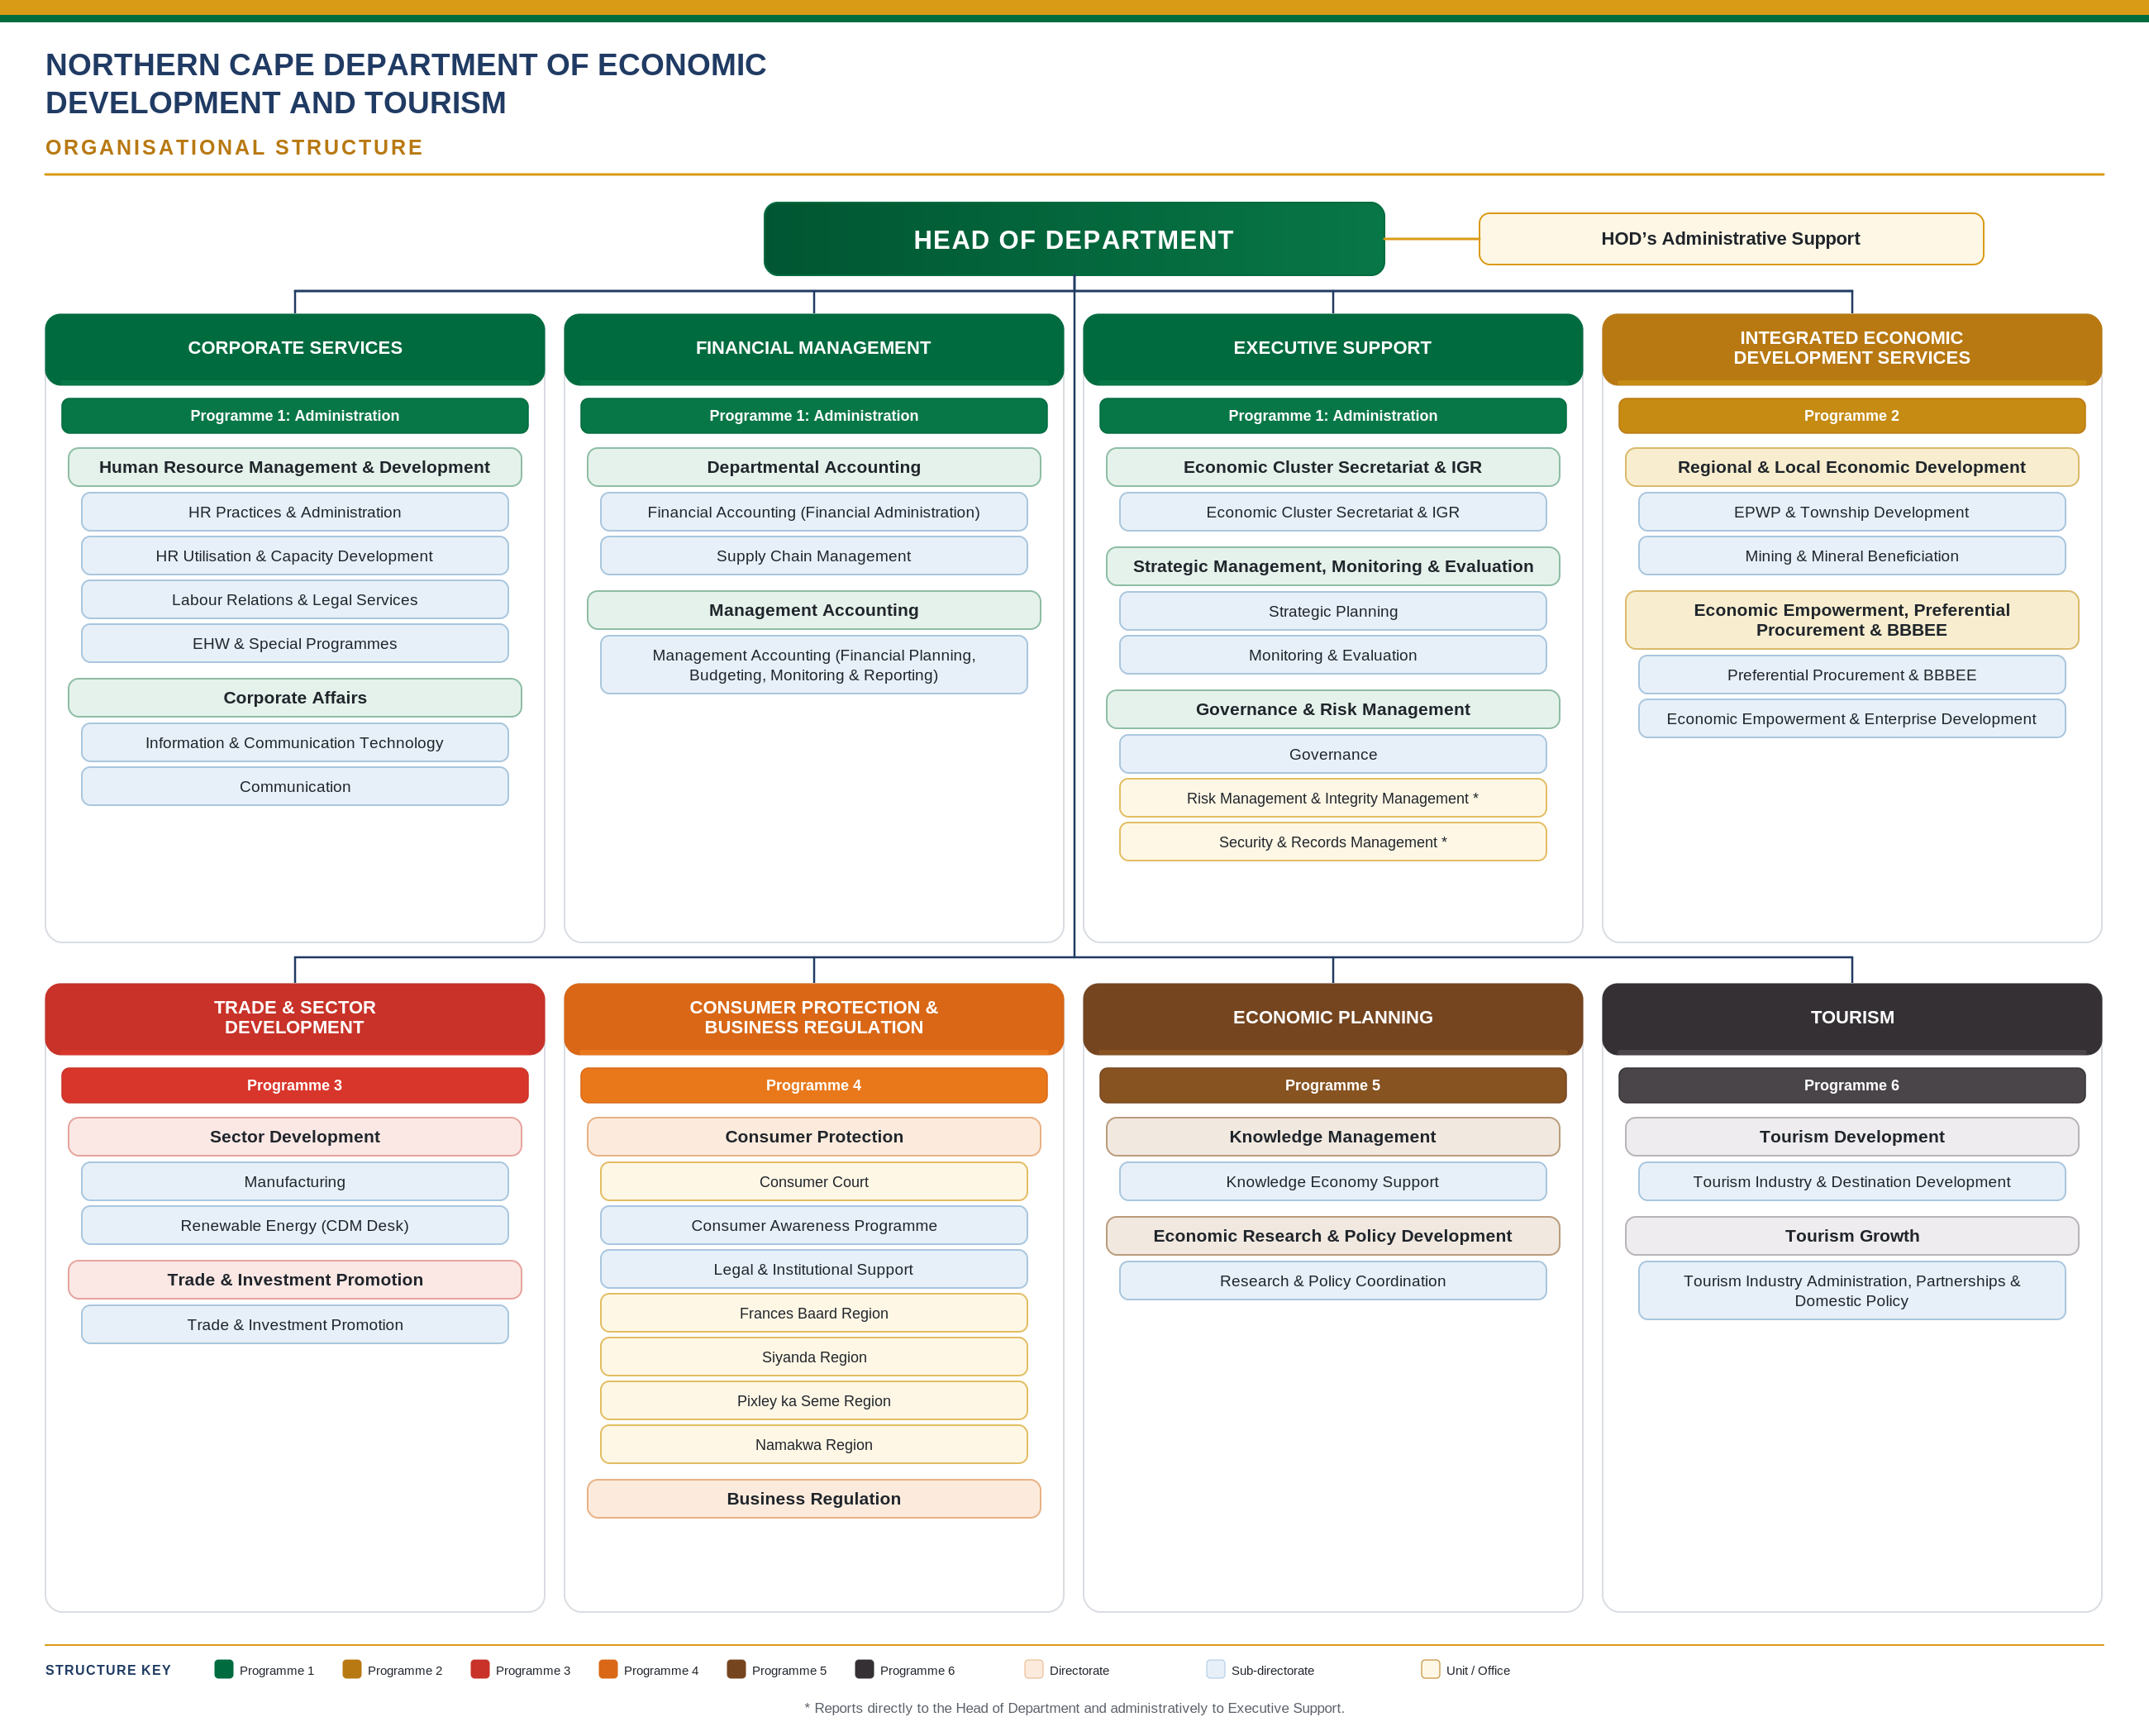 NORTHERN CAPE DEPARTMENT OF ECONOMIC
DEVELOPMENT AND TOURISM
ORGANISATIONAL STRUCTURE
HEAD OF DEPARTMENT
HOD’s Administrative Support
CORPORATE SERVICES
Programme 1: Administration
Human Resource Management & Development
HR Practices & Administration
HR Utilisation & Capacity Development
Labour Relations & Legal Services
EHW & Special Programmes
Corporate Affairs
Information & Communication Technology
Communication
FINANCIAL MANAGEMENT
Programme 1: Administration
Departmental Accounting
Financial Accounting (Financial Administration)
Supply Chain Management
Management Accounting
Management Accounting (Financial Planning,
Budgeting, Monitoring & Reporting)
EXECUTIVE SUPPORT
Programme 1: Administration
Economic Cluster Secretariat & IGR
Economic Cluster Secretariat & IGR
Strategic Management, Monitoring & Evaluation
Strategic Planning
Monitoring & Evaluation
Governance & Risk Management
Governance
Risk Management & Integrity Management *
Security & Records Management *
INTEGRATED ECONOMIC
DEVELOPMENT SERVICES
Programme 2
Regional & Local Economic Development
EPWP & Township Development
Mining & Mineral Beneficiation
Economic Empowerment, Preferential
Procurement & BBBEE
Preferential Procurement & BBBEE
Economic Empowerment & Enterprise Development
TRADE & SECTOR
DEVELOPMENT
Programme 3
Sector Development
Manufacturing
Renewable Energy (CDM Desk)
Trade & Investment Promotion
Trade & Investment Promotion
CONSUMER PROTECTION &
BUSINESS REGULATION
Programme 4
Consumer Protection
Consumer Court
Consumer Awareness Programme
Legal & Institutional Support
Frances Baard Region
Siyanda Region
Pixley ka Seme Region
Namakwa Region
Business Regulation
ECONOMIC PLANNING
Programme 5
Knowledge Management
Knowledge Economy Support
Economic Research & Policy Development
Research & Policy Coordination
TOURISM
Programme 6
Tourism Development
Tourism Industry & Destination Development
Tourism Growth
Tourism Industry Administration, Partnerships &
Domestic Policy
STRUCTURE KEY
Programme 1
Programme 2
Programme 3
Programme 4
Programme 5
Programme 6
Directorate
Sub-directorate
Unit / Office
* Reports directly to the Head of Department and administratively to Executive Support.